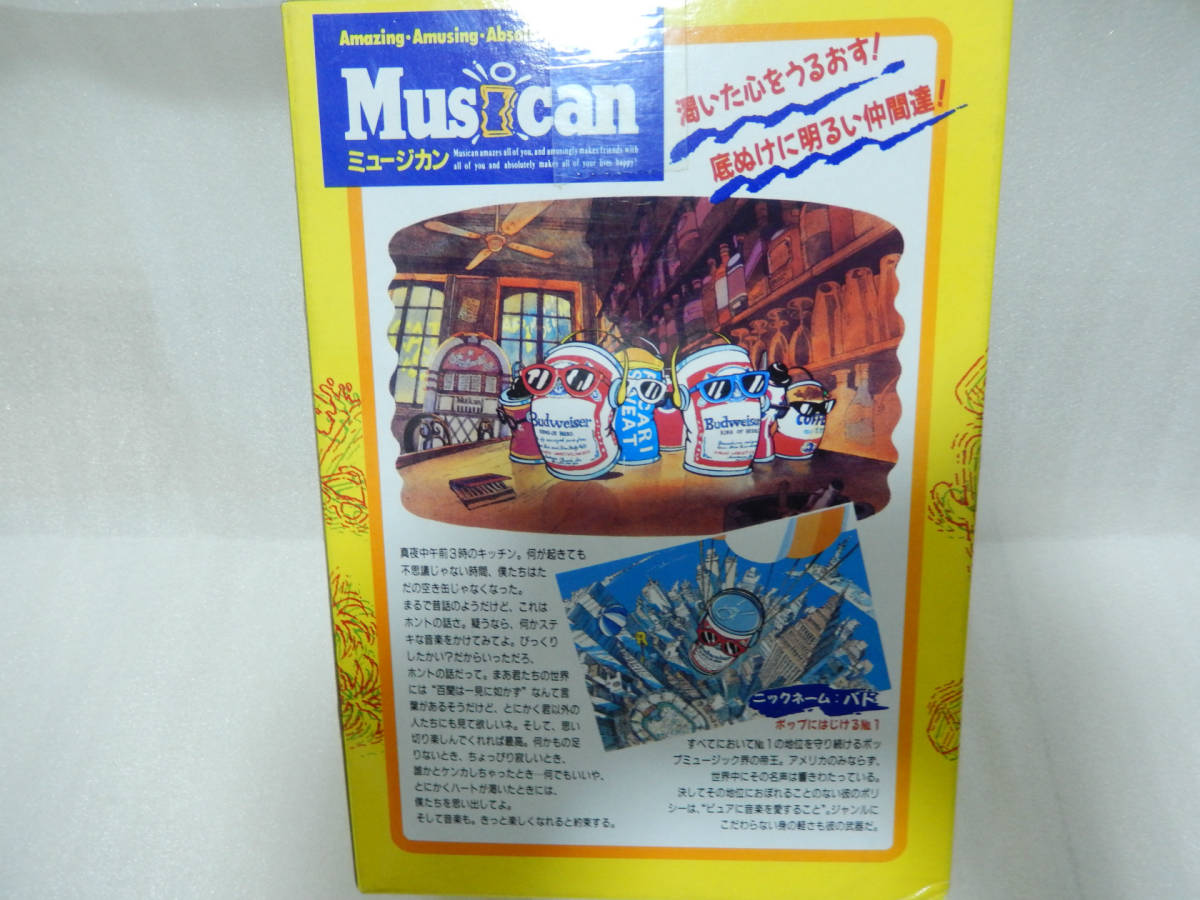 Amazing・Amusing・Absol
Musican
ミュージカン
Musican amazes all of you, and amusingly makes friends with
all of you and absolutely makes all of your lives happy!
渇いた心をうるおす!
底ぬけに明るい仲間達!
Musican
Budweiser
KING OF BEERS
CARI
SWEAT
Budweiser
KING OF BEERS
COFFE
真夜中午前3時のキッチン。何が起きても
不思議じゃない時間、僕たちはた
だの空き缶じゃなくなった。
まるで昔話のようだけど、これは
ホントの話さ。疑うなら、何かステ
キな音楽をかけてみてよ。びっくり
したかい?だからいっただろ、
ホントの話だって。まあ君たちの世界
には“百聞は一見に如かず”なんて言
葉があるそうだけど、とにかく君以外の
人たちにも見て欲しいネ。そして、思い
切り楽しんでくれれば最高。何かもの足
りないとき、ちょっぴり寂しいとき、
誰かとケンカしちゃったとき…何でもいいや、
とにかくハートが渇いたときには、
僕たちを思い出してよ。
そして音楽も。きっと楽しくなれると約束する。
ニックネーム:バド
ポップにはじける№1
すべてにおいて№1の地位を守り続けるポッ
プミュージック界の帝王。アメリカのみならず、
世界中にその名声は響きわたっている。
決してその地位におぼれることのない彼のポリ
シーは、“ピュアに音楽を愛すること”。ジャンルに
こだわらない身の軽さも彼の武器だ。